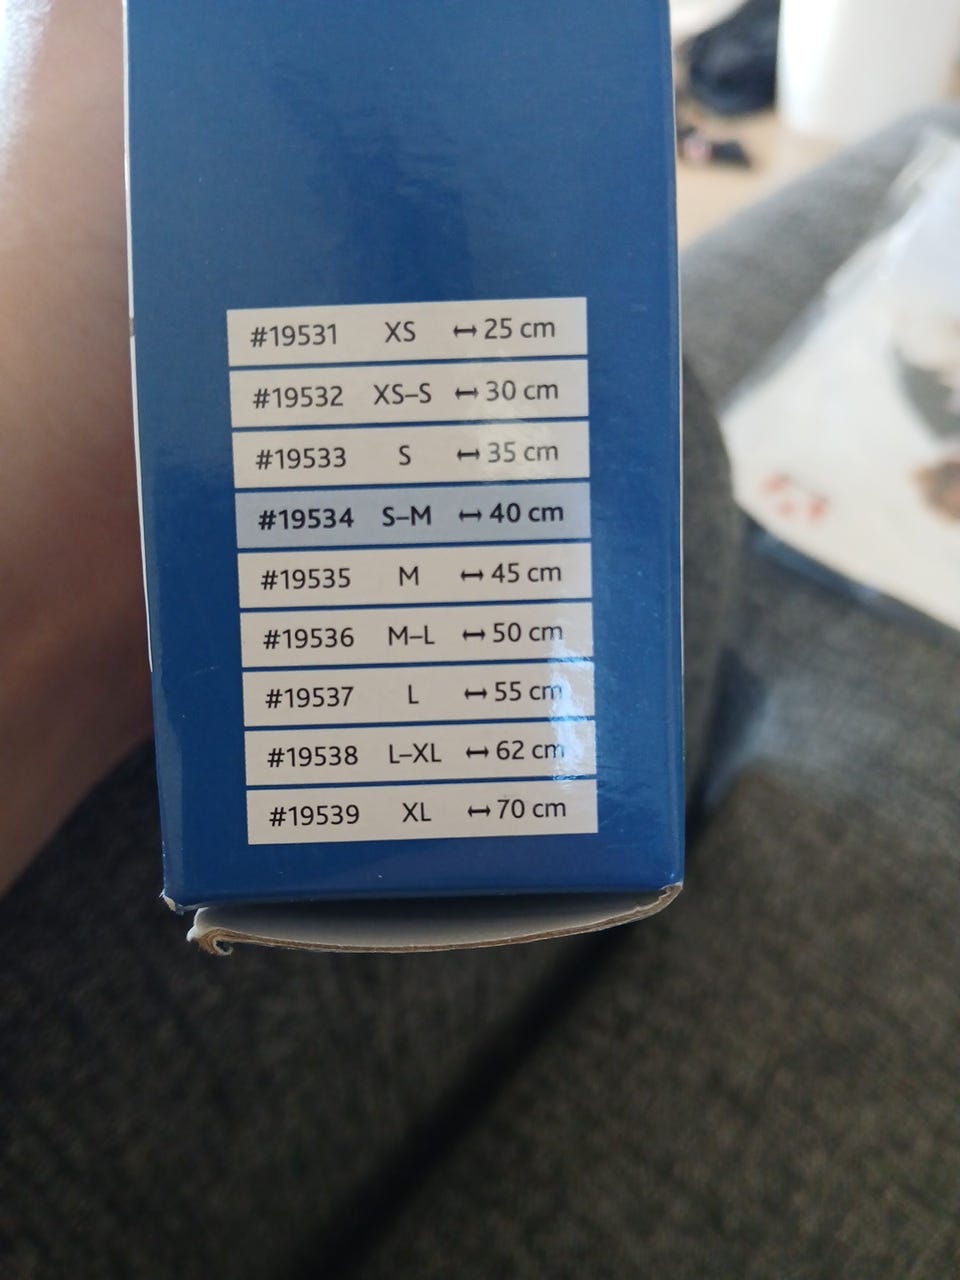 #19531 XS ↔ 25 cm
#19532 XS–S ↔ 30 cm
#19533 S ↔ 35 cm
#19534 S–M ↔ 40 cm
#19535 M ↔ 45 cm
#19536 M–L ↔ 50 cm
#19537 L ↔ 55 cm
#19538 L–XL ↔ 62 cm
#19539 XL ↔ 70 cm